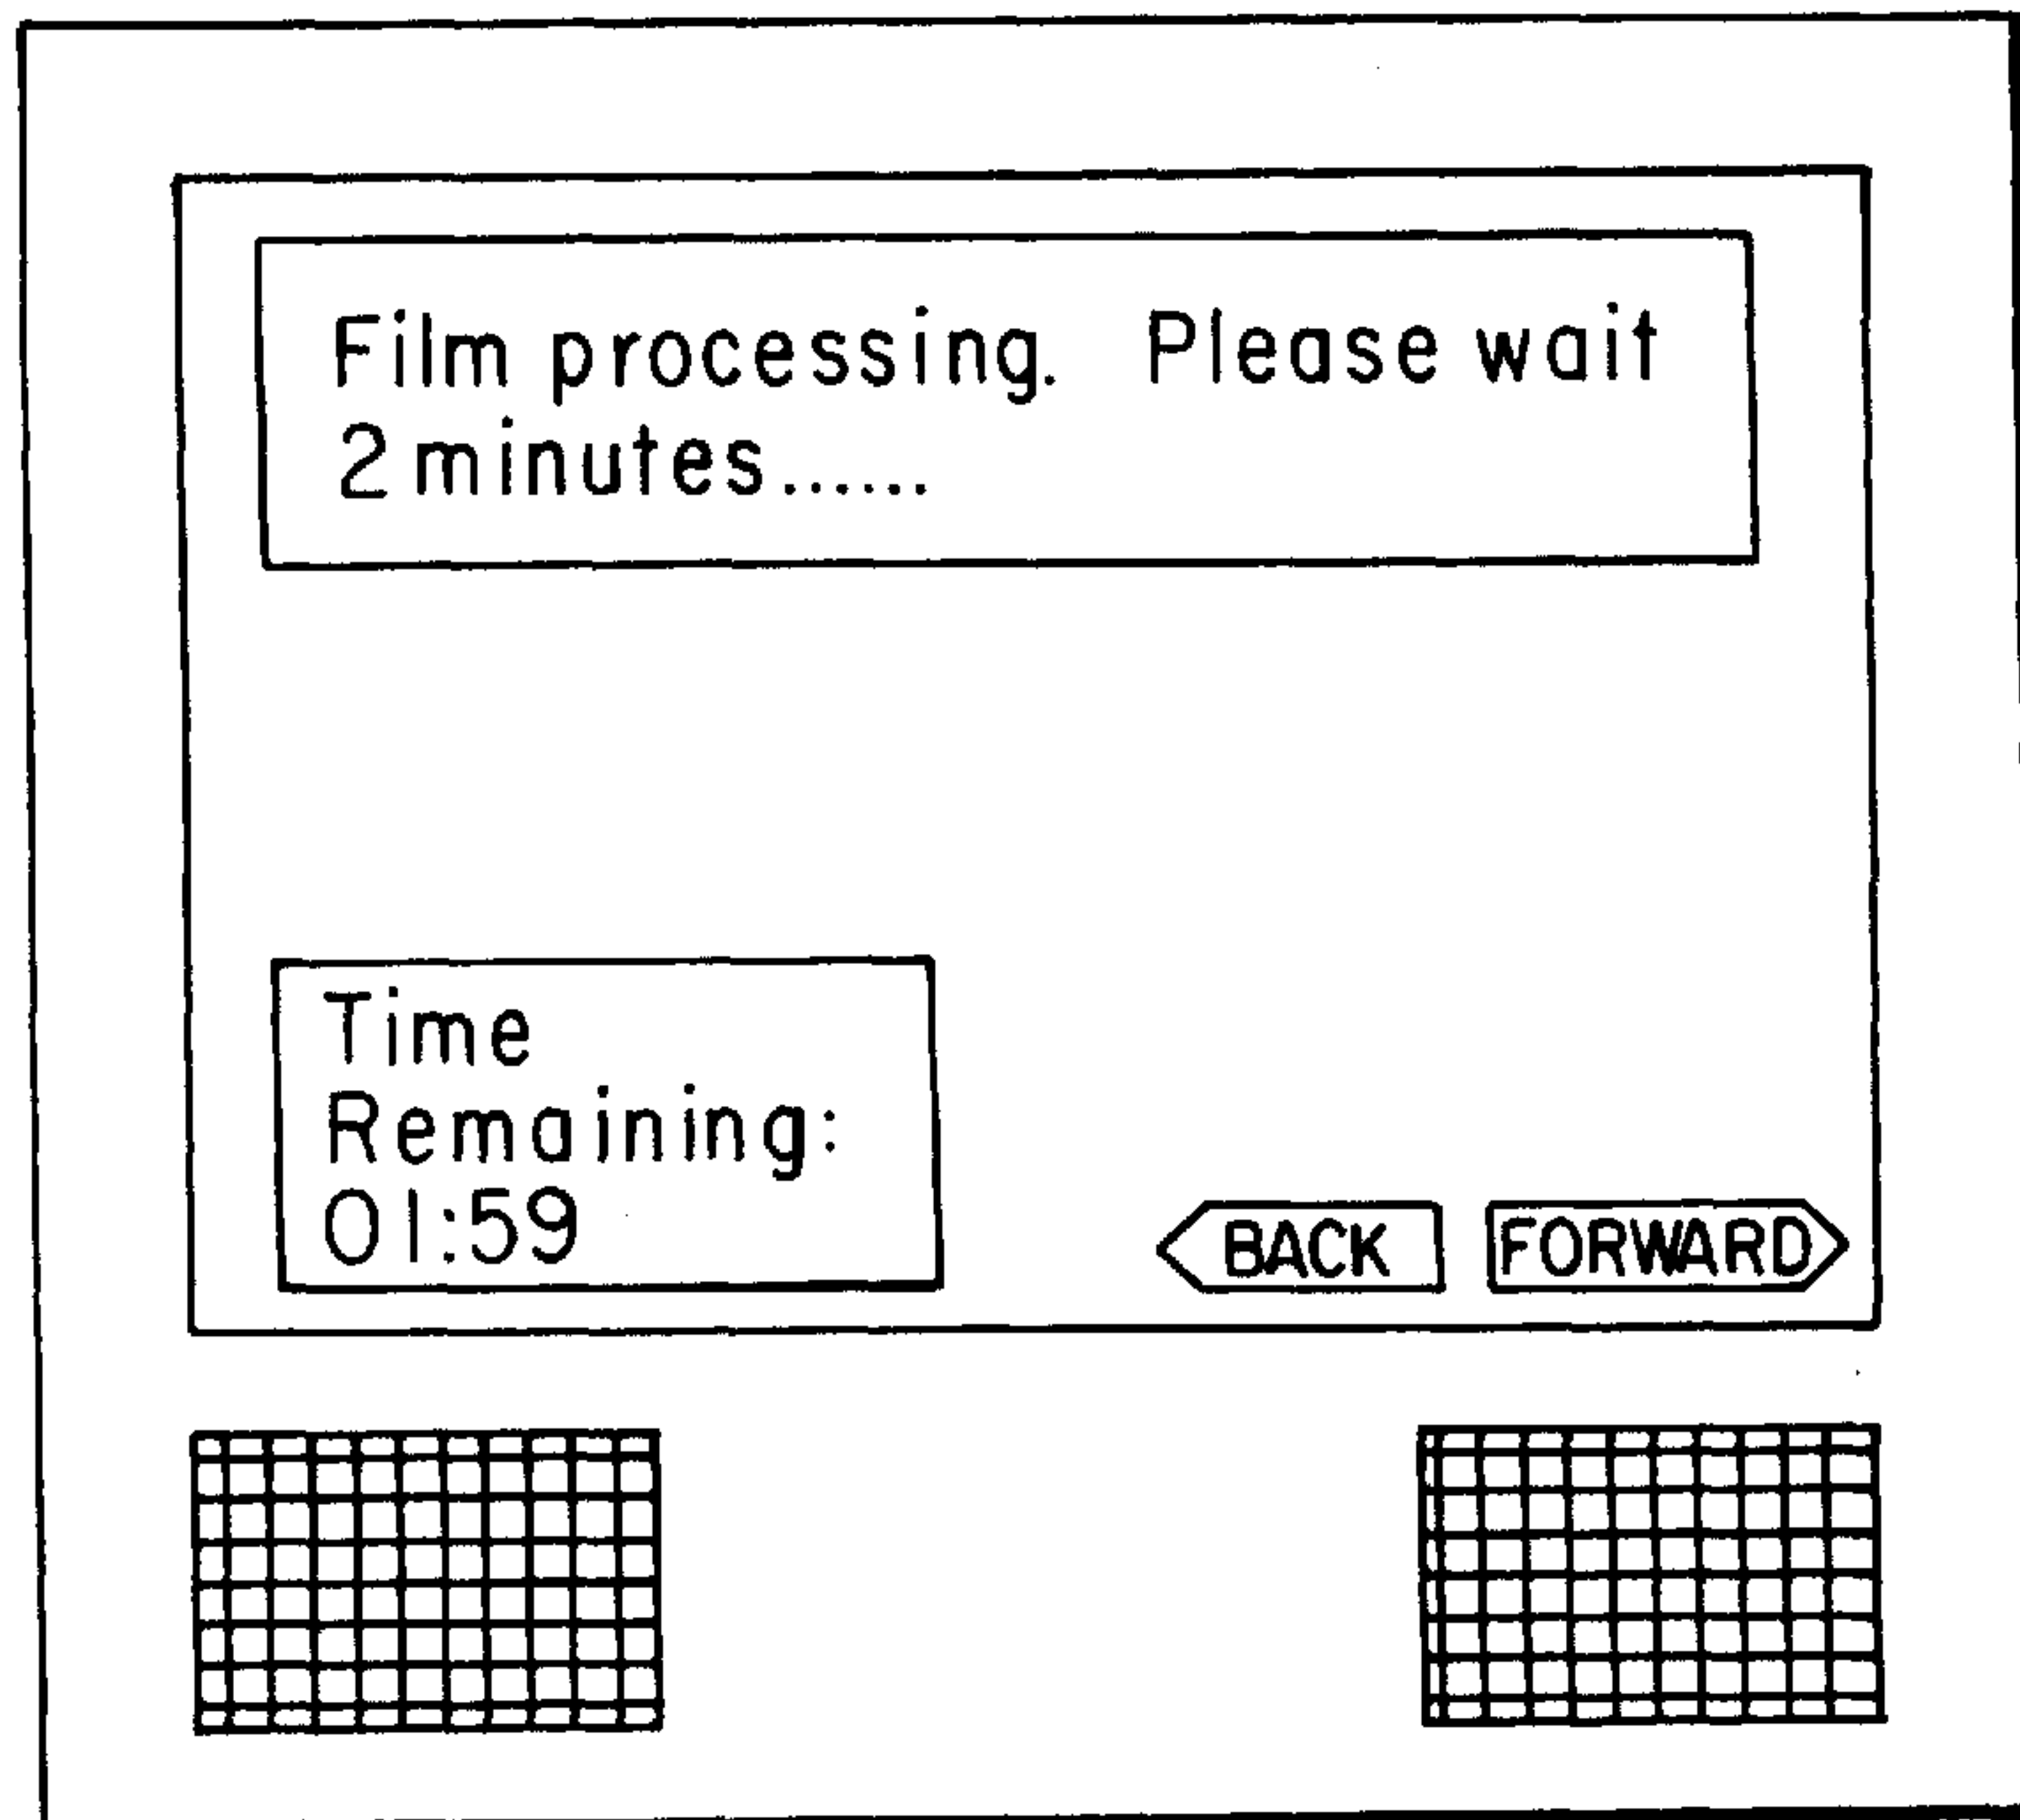 Film processing. Please wait
2 minutes......
Time
Remaining:
01:59
BACK
FORWARD